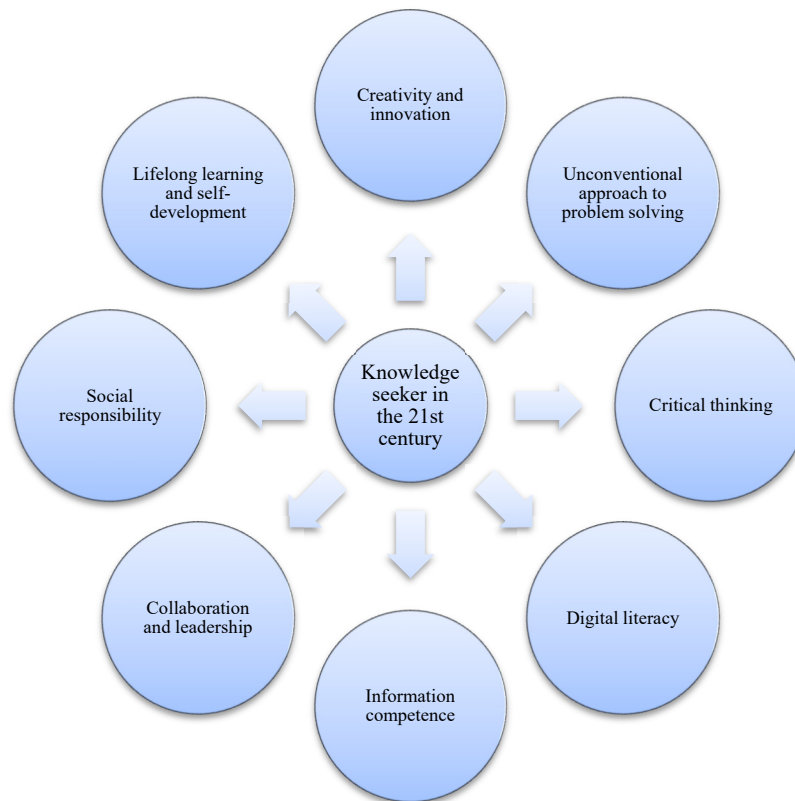 Creativity and
innovation
Unconventional
approach to
problem solving
Critical thinking
Digital literacy
Information
competence
Collaboration
and leadership
Social
responsibility
Lifelong learning
and self-
development
Knowledge
seeker in
the 21st
century